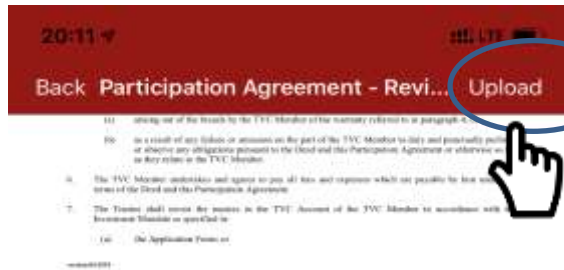 20:11 LTE
Back Participation Agreement - Revi... Upload
(a) arising out of the breach by the TVC Member of the warranty referred to in paragraph 4
(b) as a result of any failure or omission on the part of the TVC Member to duly and punctually
or observe any obligations pursuant to the Deed and this Participation Agreement or otherwise
as they relate to the TVC Member.
6. The TVC Member undertakes and agrees to pay all fees and expenses which are payable by him
terms of the Deed and this Participation Agreement.
7. The Trustee shall invest the monies in the TVC Account of the TVC Member in accordance with
Investment Mandate as specified in
(a) the Application Form; or